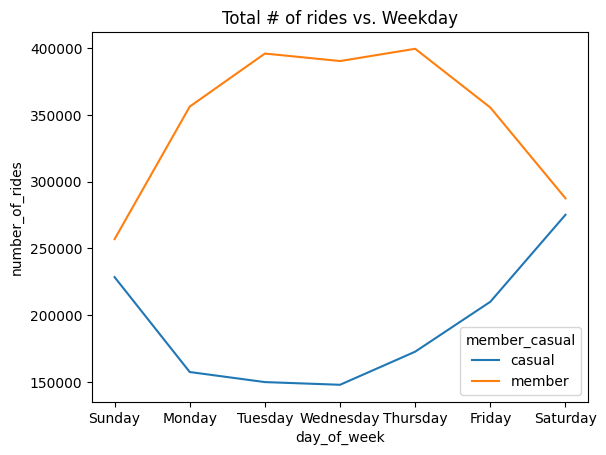 Total # of rides vs. Weekday
400000
350000
300000
250000
200000
150000
number_of_rides
member_casual
casual
member
Sunday Monday Tuesday Wednesday Thursday Friday Saturday
day_of_week